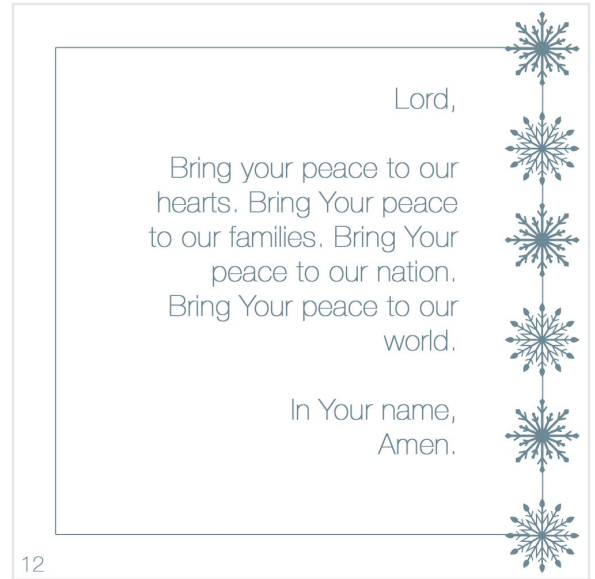 Lord,
Bring your peace to our
hearts. Bring Your peace
to our families. Bring Your
peace to our nation.
Bring Your peace to our
world.
In Your name,
Amen.
12